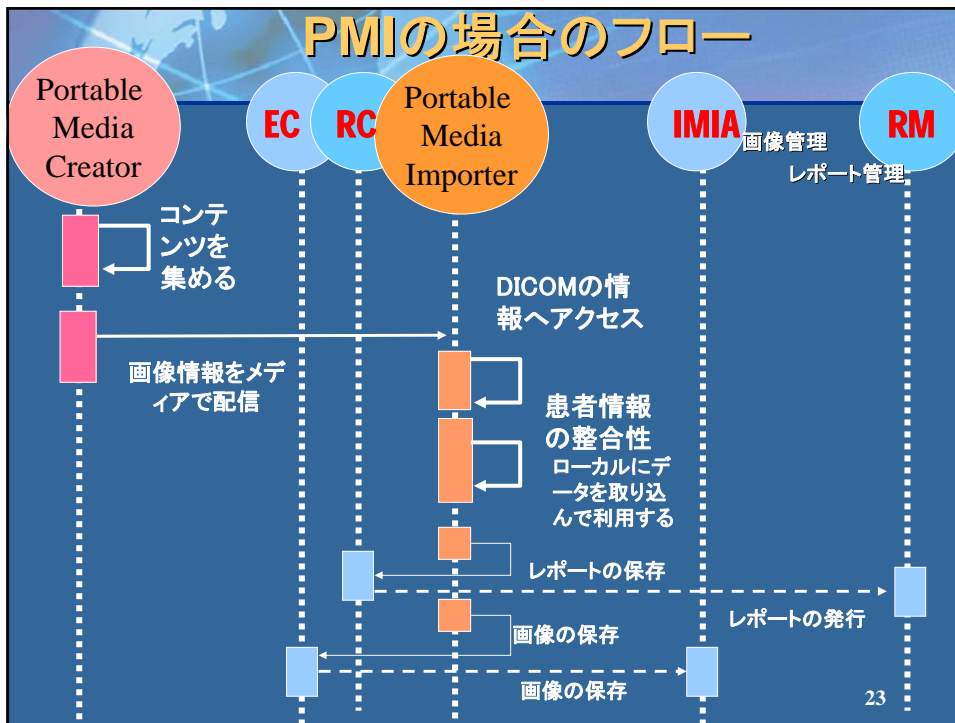 PMIの場合のフロー
Portable
Media
Creator
EC
RC
Portable
Media
Importer
IMIA
画像管理
RM
レポート管理
コンテ
ンツを
集める
DICOMの情
報へアクセス
画像情報をメデ
ィアで配信
患者情報
の整合性
ローカルにデ
ータを取り込
んで利用する
レポートの保存
レポートの発行
画像の保存
画像の保存
23